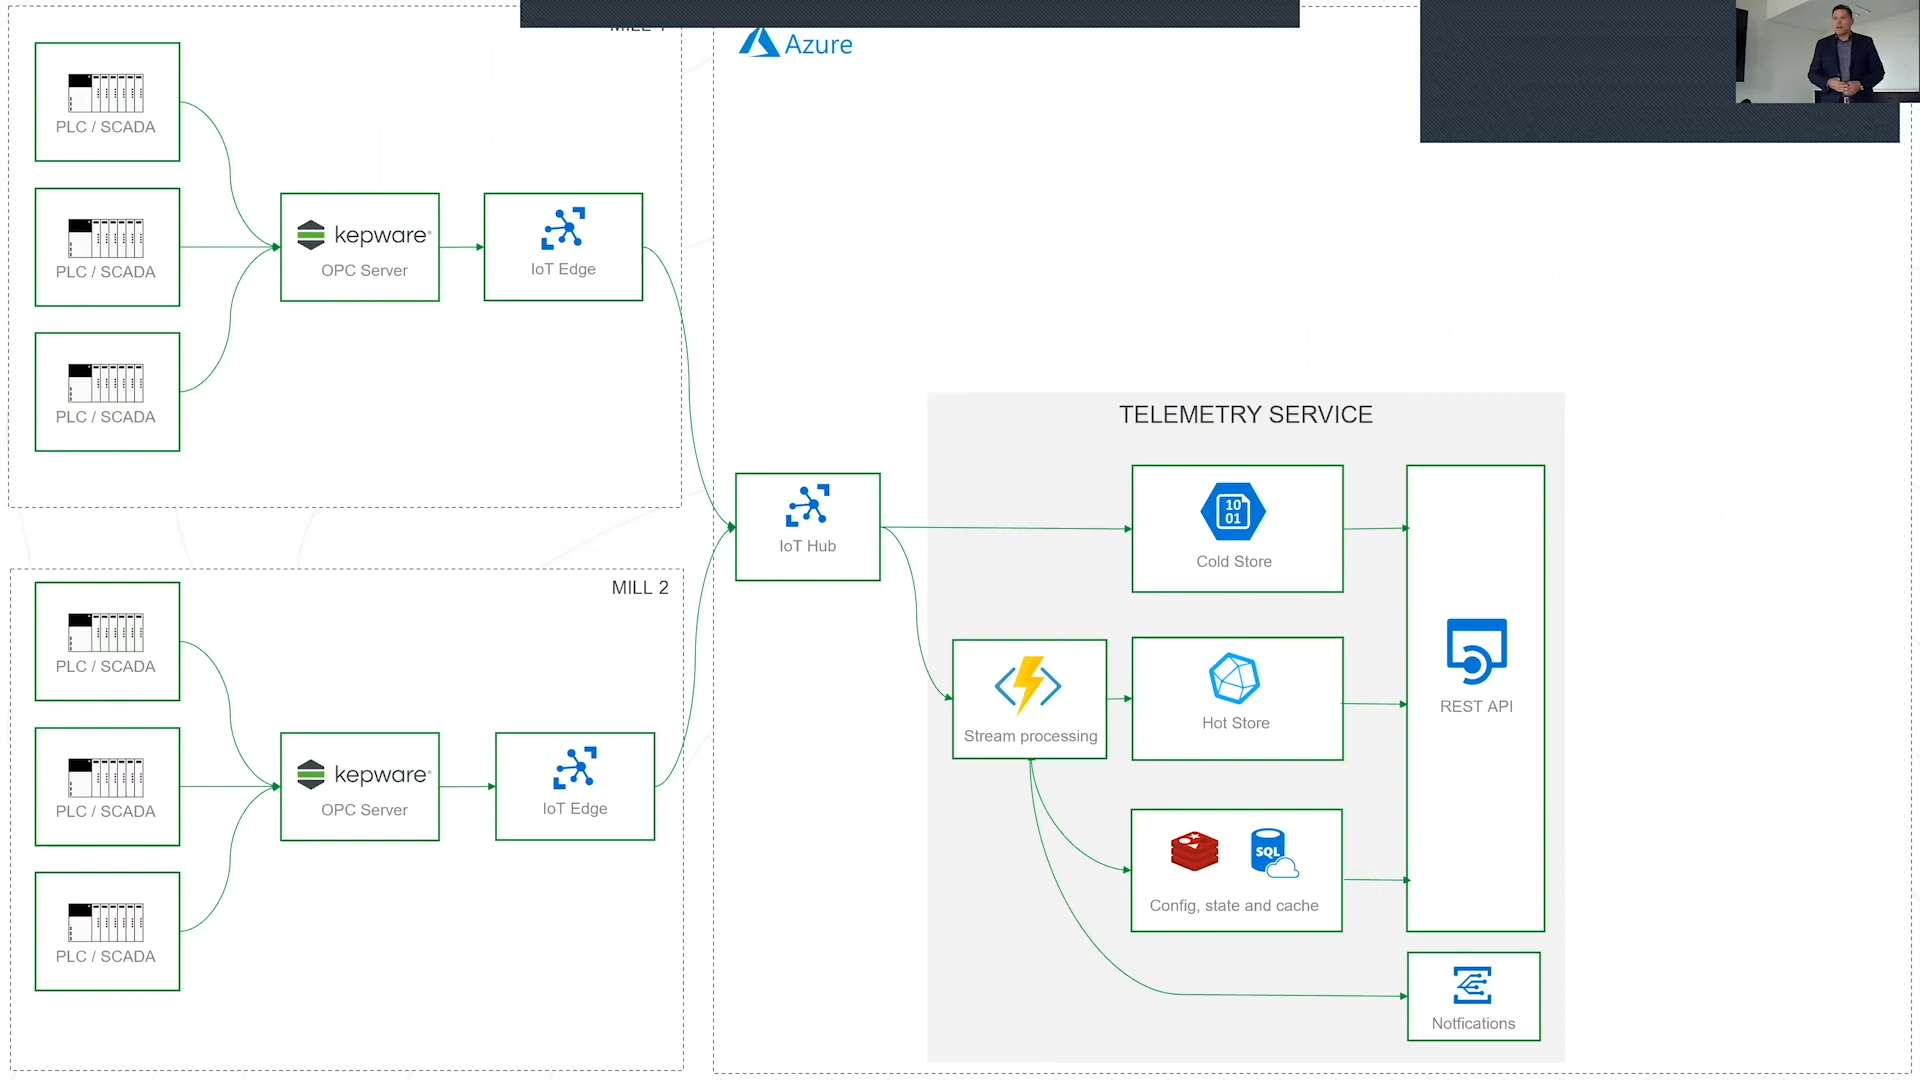 Azure
PLC / SCADA
PLC / SCADA
PLC / SCADA
kepware
OPC Server
IoT Edge
MILL 2
PLC / SCADA
PLC / SCADA
PLC / SCADA
kepware
OPC Server
IoT Edge
IoT Hub
TELEMETRY SERVICE
10
01
Cold Store
Stream processing
Hot Store
SQL
Config, state and cache
REST API
Notfications